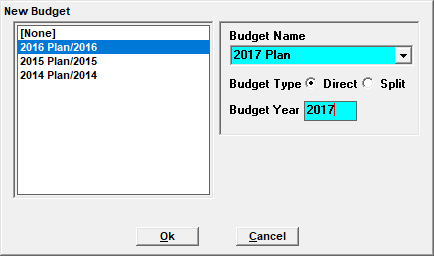 New Budget
[None]
2016 Plan/2016
2015 Plan/2015
2014 Plan/2014
Budget Name
2017 Plan
Budget Type Direct Split
Budget Year 2017
Ok Cancel